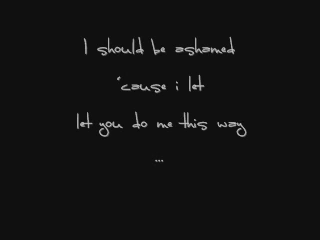 I should be ashamed
'cause i let
let you do me this way
...